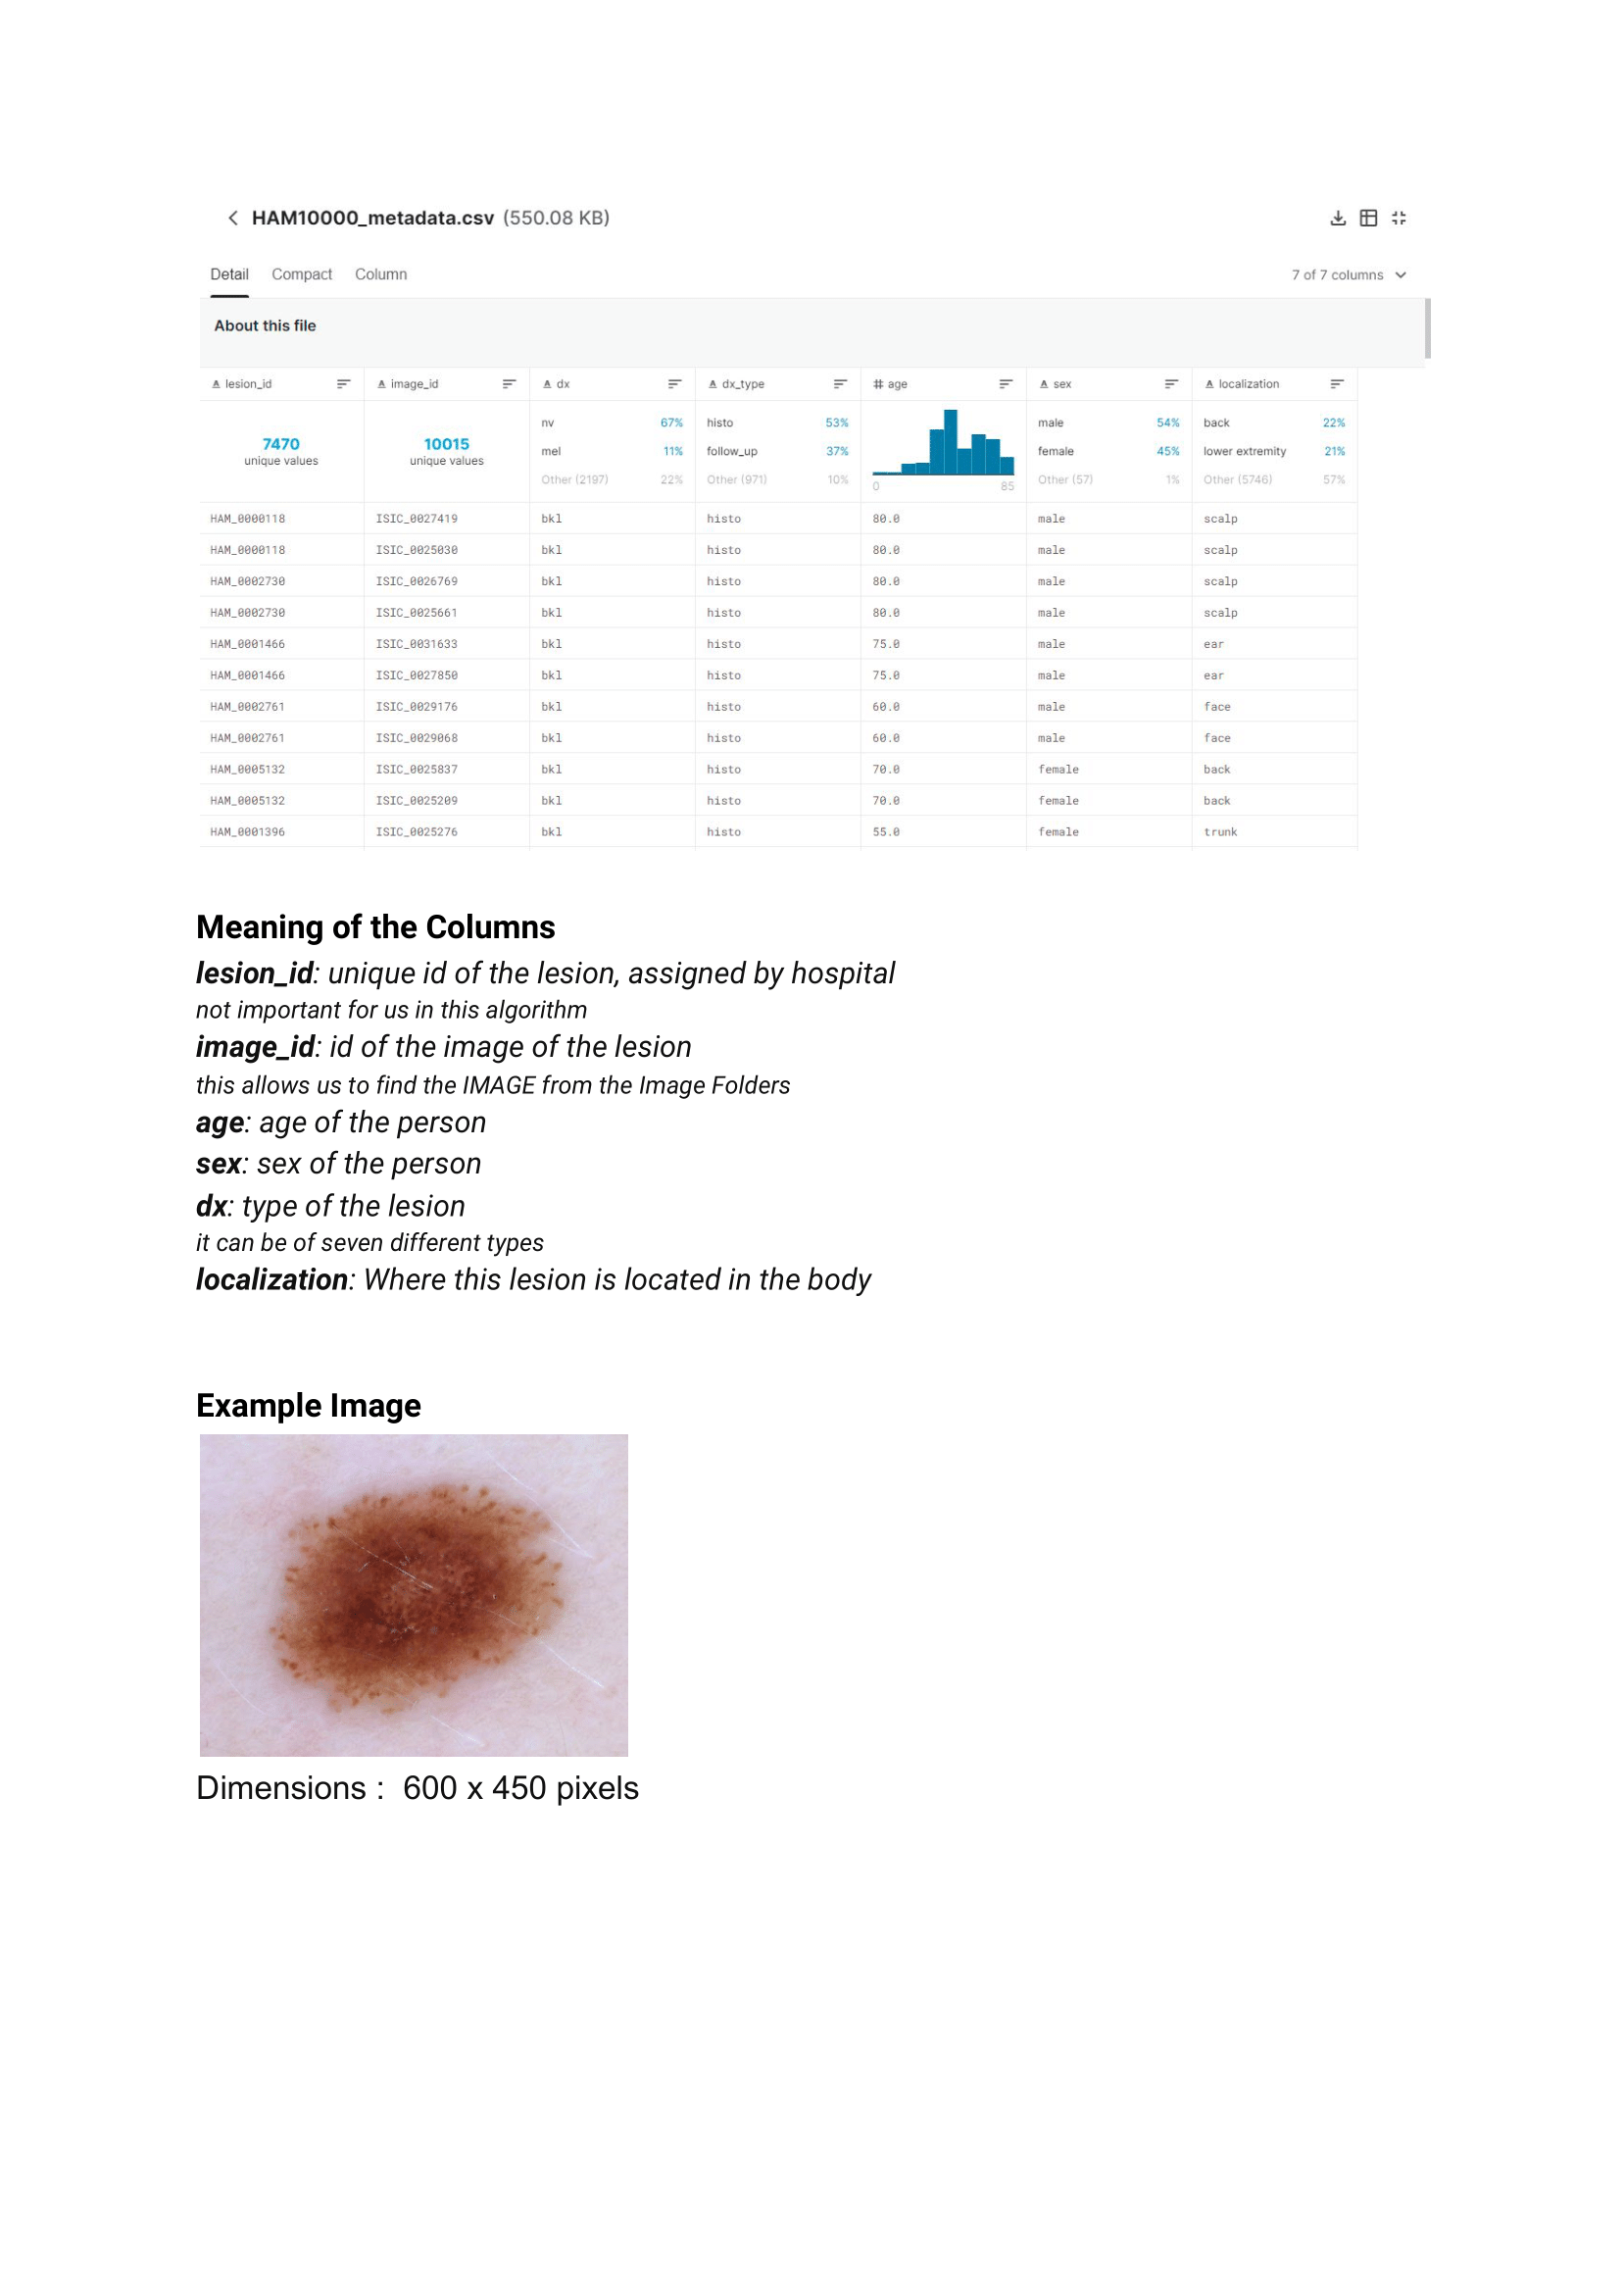 HAM10000_metadata.csv (550.08 KB)
Detail Compact Column 7 of 7 columns
About this file
lesion_id image_id dx dx_type # age sex localization
nv 67% histo 53% male 54% back 22%
7470 10015
unique values unique values
mel 11% follow_up 37% female 45% lower extremity 21%
Other (2197) 22% Other (971) 10% Other (57) 1% Other (5746) 57%
0 85
HAM_0000118 ISIC_0027419 bkl histo 80.0 male scalp
HAM_0000118 ISIC_0025030 bkl histo 80.0 male scalp
HAM_0002730 ISIC_0026769 bkl histo 80.0 male scalp
HAM_0002730 ISIC_0025661 bkl histo 80.0 male scalp
HAM_0001466 ISIC_0031633 bkl histo 75.0 male ear
HAM_0001466 ISIC_0027850 bkl histo 75.0 male ear
HAM_0002761 ISIC_0029176 bkl histo 60.0 male face
HAM_0002761 ISIC_0029068 bkl histo 60.0 male face
HAM_0005132 ISIC_0025837 bkl histo 70.0 female back
HAM_0005132 ISIC_0025209 bkl histo 70.0 female back
HAM_0001396 ISIC_0025276 bkl histo 55.0 female trunk
Meaning of the Columns
lesion_id: unique id of the lesion, assigned by hospital
not important for us in this algorithm
image_id: id of the image of the lesion
this allows us to find the IMAGE from the Image Folders
age: age of the person
sex: sex of the person
dx: type of the lesion
it can be of seven different types
localization: Where this lesion is located in the body
Example Image
Dimensions : 600 x 450 pixels